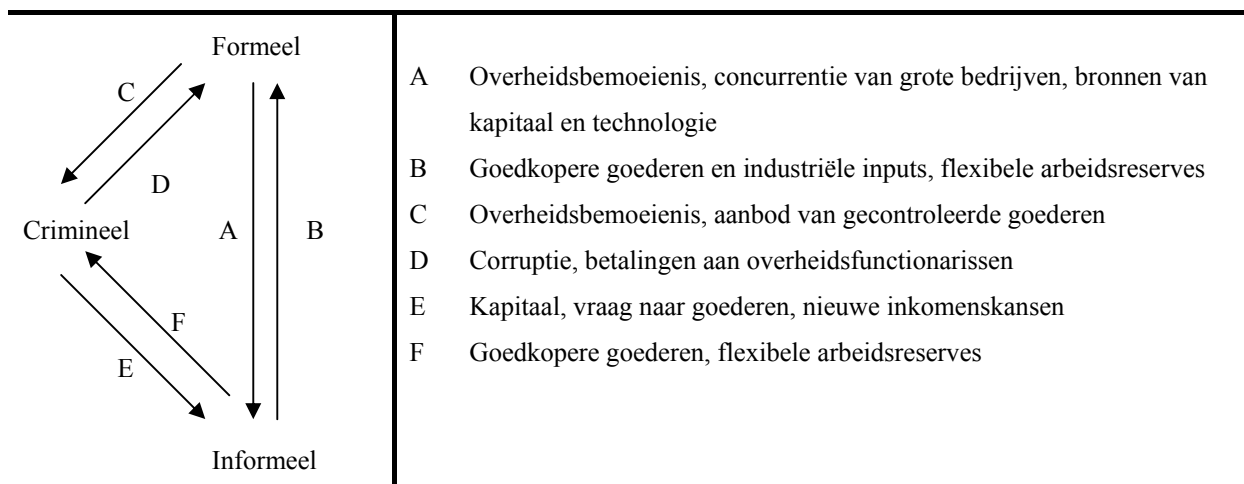 Formeel
C
D
Crimineel
A
B
F
E
Informeel
A Overheidsbemoeienis, concurrentie van grote bedrijven, bronnen van
kapitaal en technologie
B Goedkopere goederen en industriële inputs, flexibele arbeidsreserves
C Overheidsbemoeienis, aanbod van gecontroleerde goederen
D Corruptie, betalingen aan overheidsfunctionarissen
E Kapitaal, vraag naar goederen, nieuwe inkomenskansen
F Goedkopere goederen, flexibele arbeidsreserves